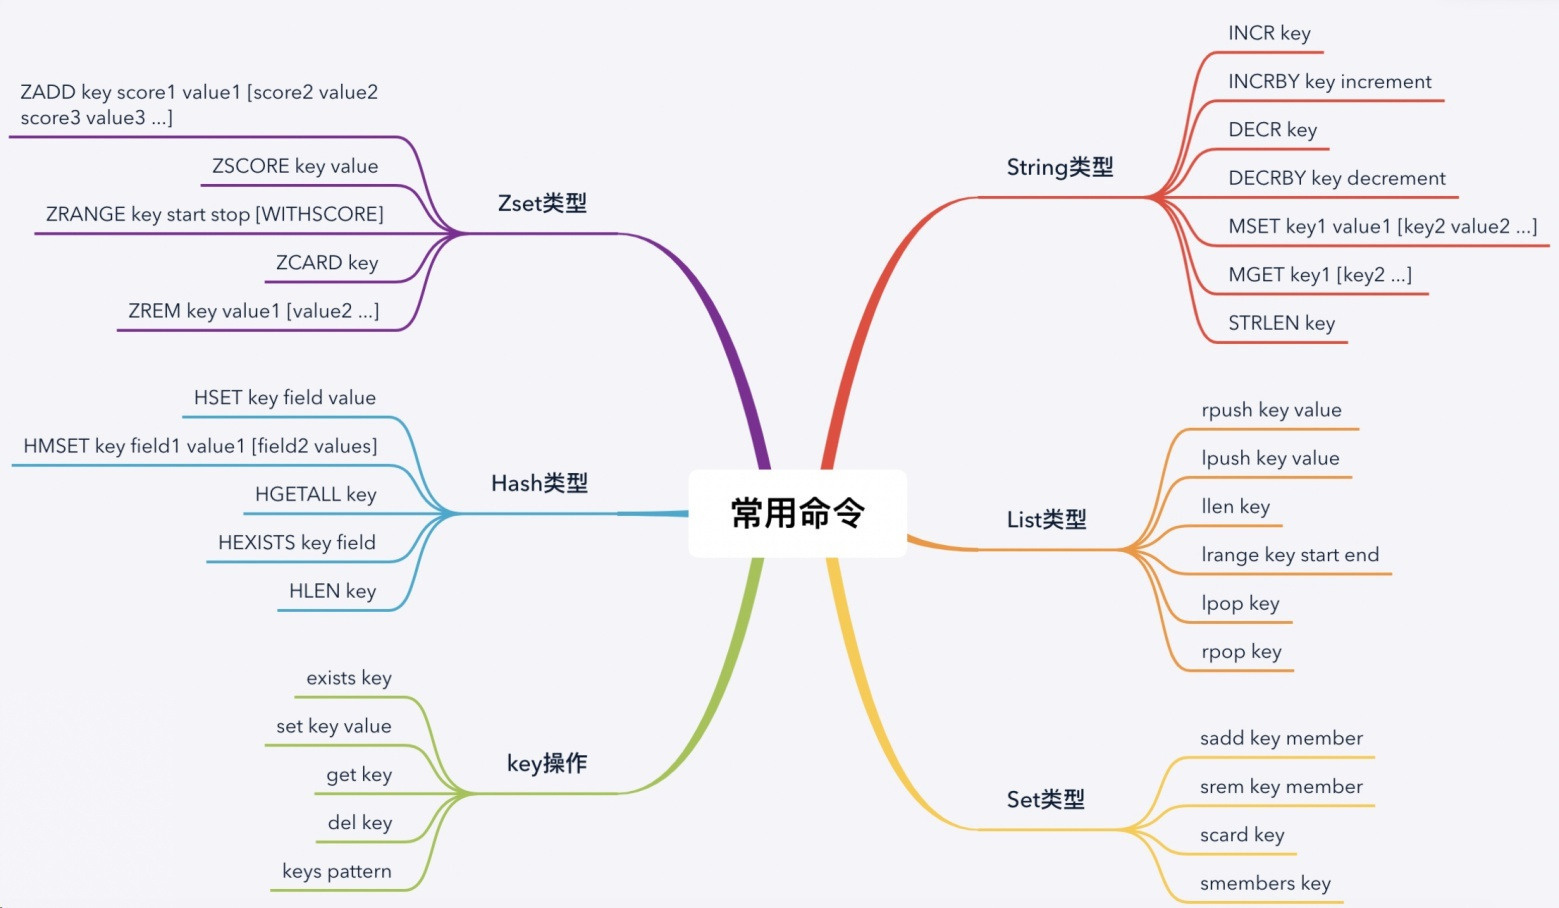 常用命令
String类型
INCR key
INCRBY key increment
DECR key
DECRBY key decrement
MSET key1 value1 [key2 value2 ...]
MGET key1 [key2 ...]
STRLEN key
List类型
rpush key value
lpush key value
llen key
lrange key start end
lpop key
rpop key
Set类型
sadd key member
srem key member
scard key
smembers key
Zset类型
ZADD key score1 value1 [score2 value2
score3 value3 ...]
ZSCORE key value
ZRANGE key start stop [WITHSCORE]
ZCARD key
ZREM key value1 [value2 ...]
Hash类型
HSET key field value
HMSET key field1 value1 [field2 values]
HGETALL key
HEXISTS key field
HLEN key
key操作
exists key
set key value
get key
del key
keys pattern